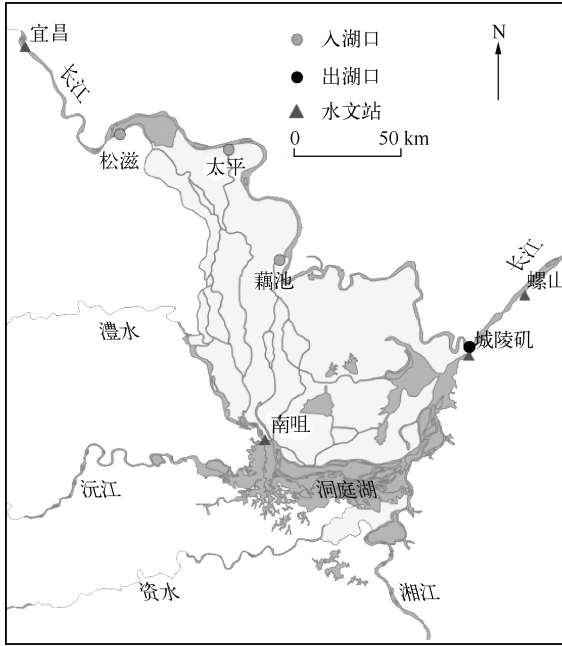 宜昌
长江
入湖口
出湖口
水文站
N
0 50 km
松滋
太平
藕池
长江
螺山
城陵矶
澧水
南咀
沅江
洞庭湖
资水
湘江